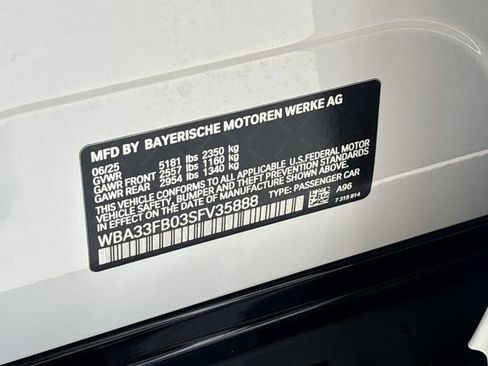 MFD BY BAYERISCHE MOTOREN WERKE AG
06/25
GVWR 5181 lbs 2350 kg
GAWR FRONT 2557 lbs 1160 kg
GAWR REAR 2954 lbs 1340 kg
THIS VEHICLE CONFORMS TO ALL APPLICABLE U.S. FEDERAL MOTOR
VEHICLE SAFETY, BUMPER AND THEFT PREVENTION STANDARDS IN
EFFECT ON THE DATE OF MANUFACTURE SHOWN ABOVE.
WBA33FB03SFV35888 TYPE: PASSENGER CAR
A96
7 315 814